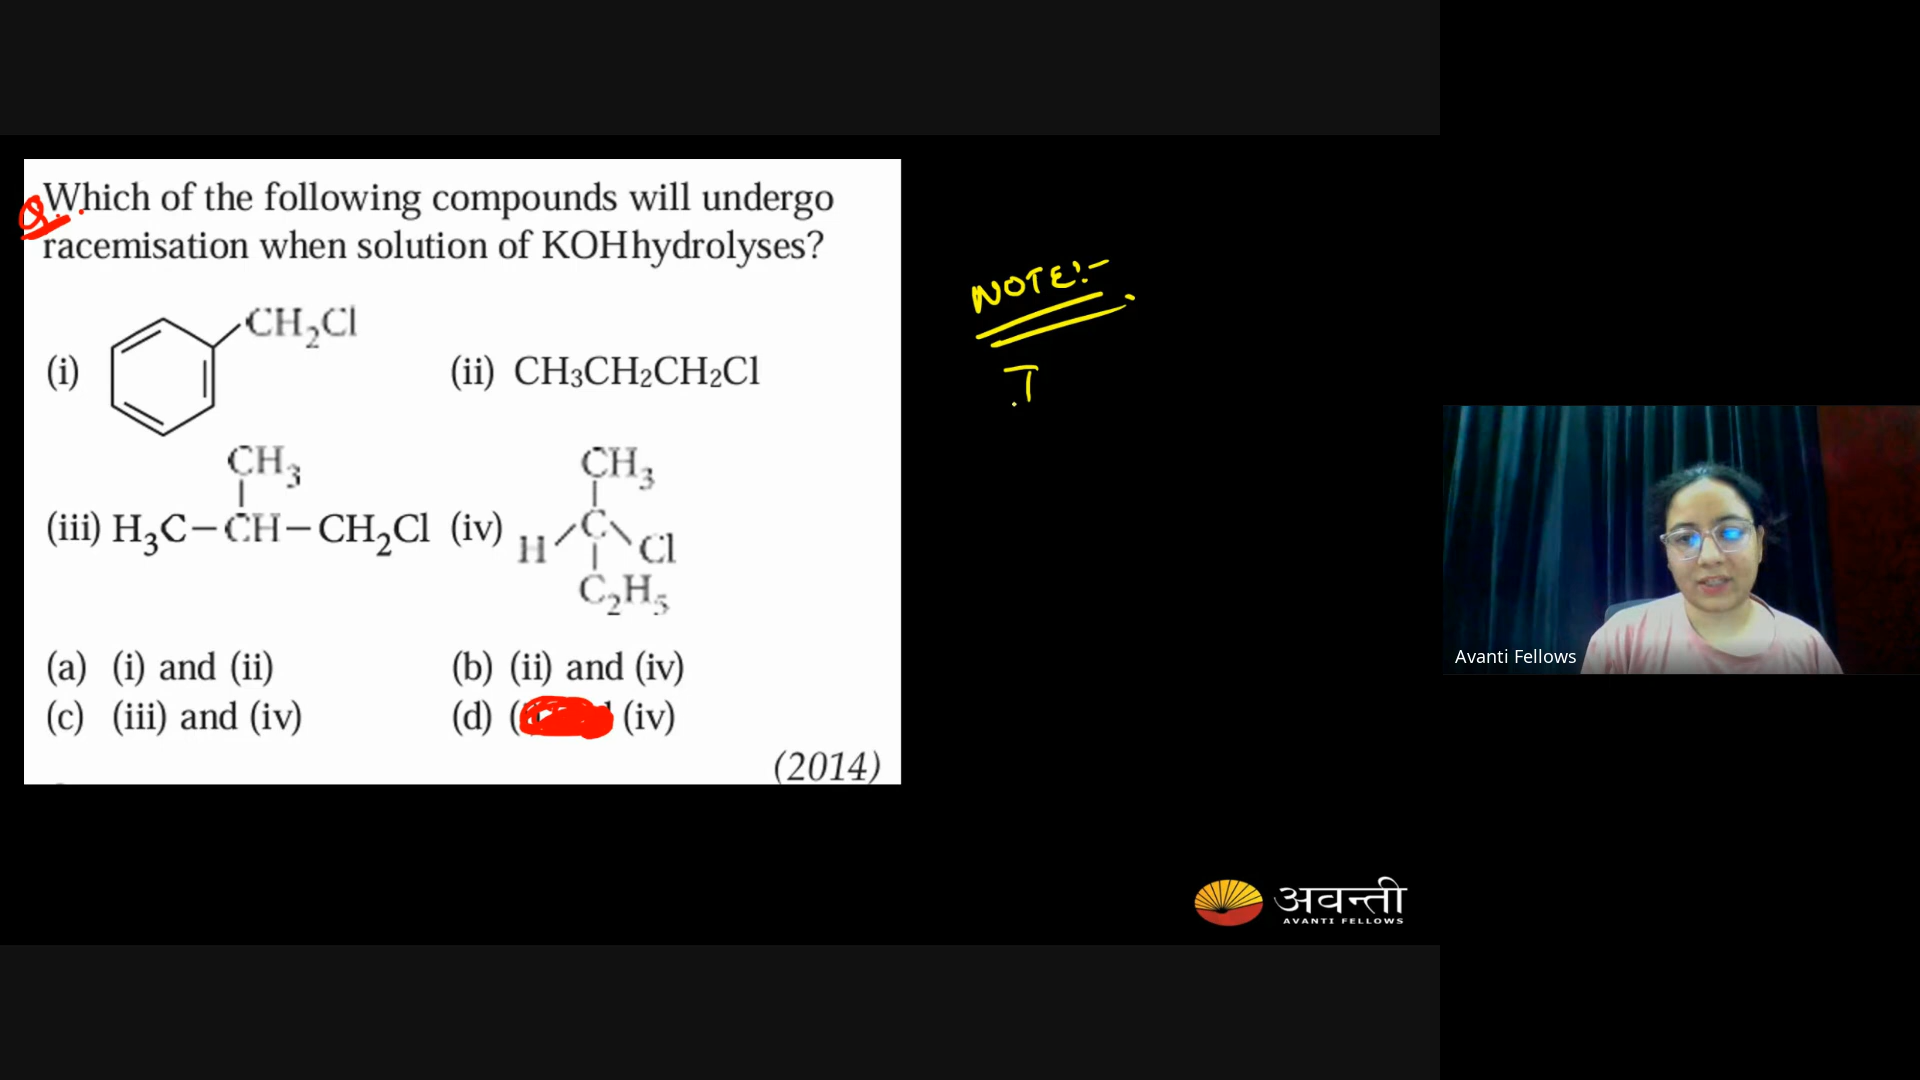 Q.
Which of the following compounds will undergo
racemisation when solution of KOH hydrolyses?
(i) CH2Cl
(ii) CH3CH2CH2Cl
(iii) H3C-CH-CH2Cl
CH3
(iv) CH3
H C Cl
C2H5
(a) (i) and (ii)
(b) (ii) and (iv)
(c) (iii) and (iv)
(d) ( (iv)
(2014)
NOTE:-
T
Avanti Fellows
अवन्ती
AVANTI FELLOWS